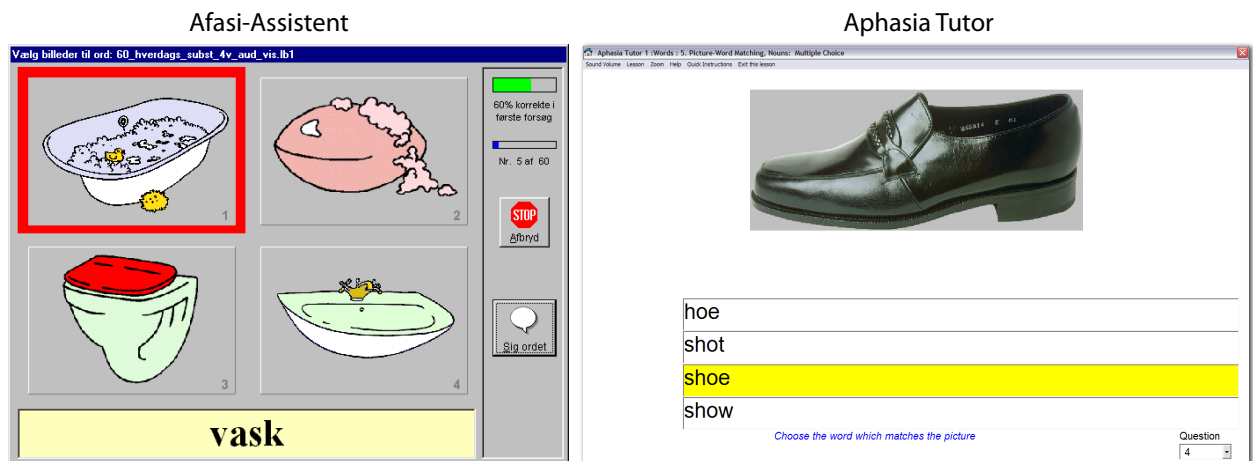 Afasi-Assistent
Vælg billeder til ord: 60_hverdags_subst_4v_aud_vis.lb1
1
2
3
4
60% korrekte i
første forsøg
Nr. 5 af 60
STOP
Afbryd
Sig ordet
vask
Aphasia Tutor
Aphasia Tutor 1 :Words : 5. Picture-Word Matching, Nouns: Multiple Choice
Sound Volume Lesson Zoom Help Quick Instructions Exit this lesson
hoe
shot
shoe
show
Choose the word which matches the picture
Question
4